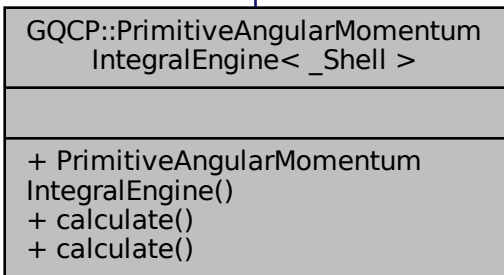 GQCP::PrimitiveAngularMomentum
IntegralEngine< _Shell >
+ PrimitiveAngularMomentum
IntegralEngine()
+ calculate()
+ calculate()